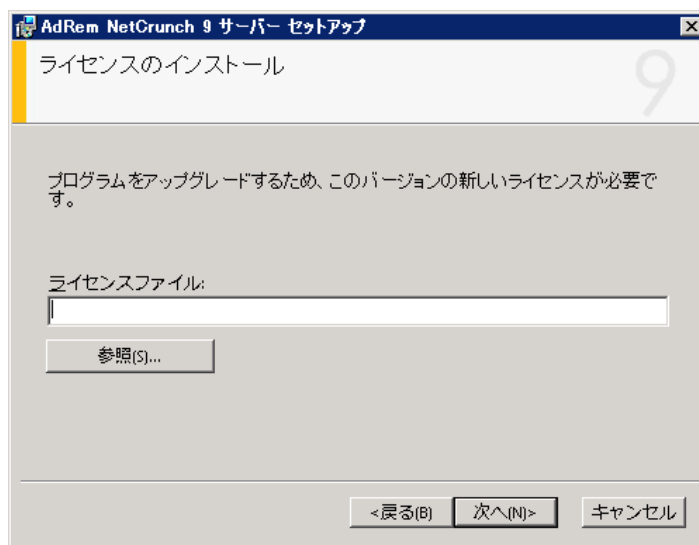 AdRem NetCrunch 9 サーバー セットアップ
ライセンスのインストール
9
プログラムをアップグレードするため、このバージョンの新しいライセンスが必要で
す。
ライセンスファイル:
参照(S)...
<戻る(B) 次へ(N)> キャンセル